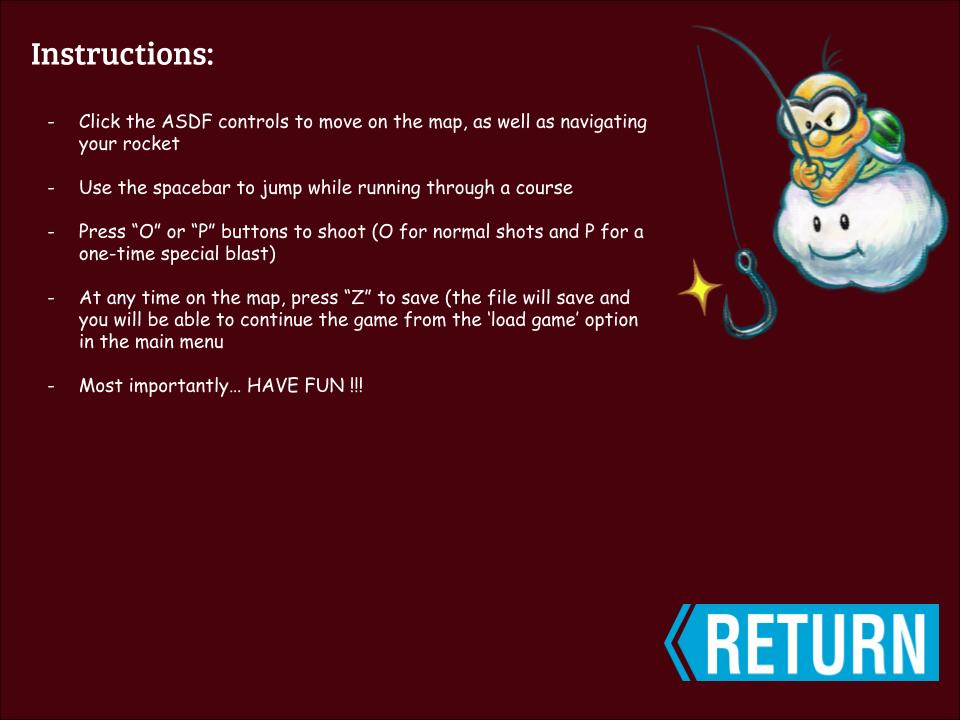 Instructions:
- Click the ASDF controls to move on the map, as well as navigating
your rocket
- Use the spacebar to jump while running through a course
- Press “O” or “P” buttons to shoot (O for normal shots and P for a
one-time special blast)
- At any time on the map, press “Z” to save (the file will save and
you will be able to continue the game from the ‘load game’ option
in the main menu
- Most importantly... HAVE FUN !!!
RETURN